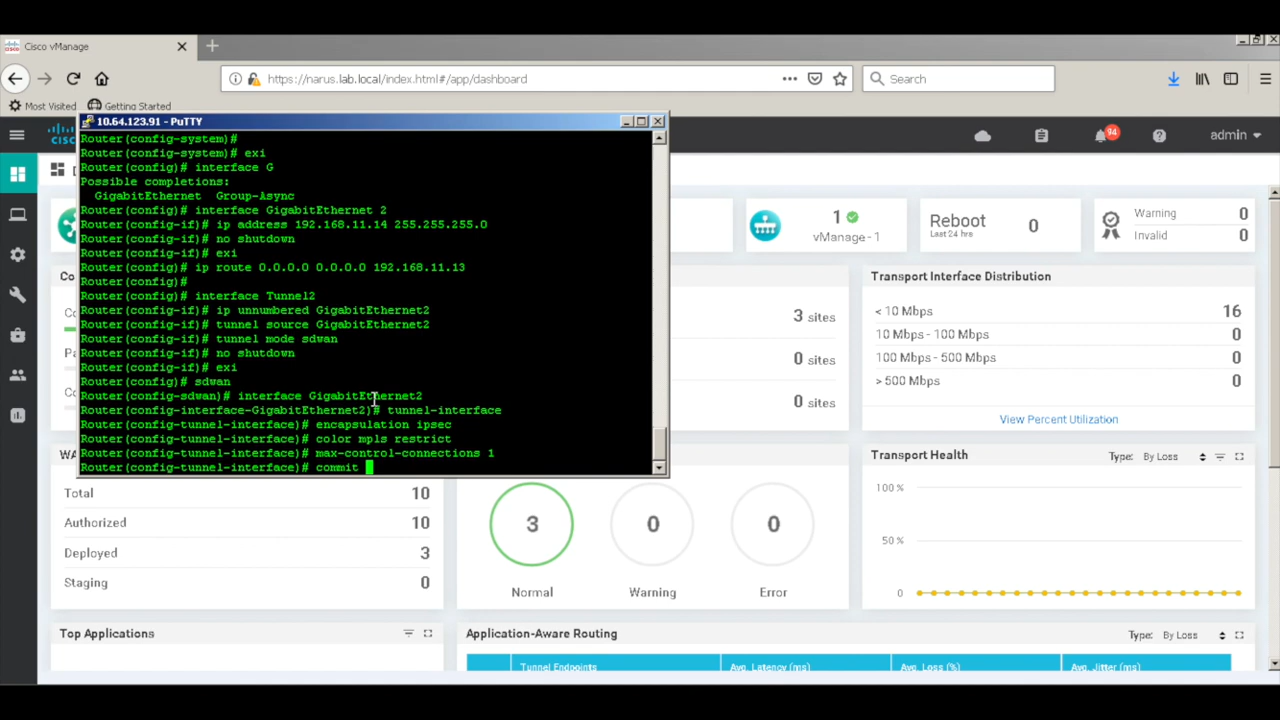 Cisco vManage
https://narus.lab.local/index.html#/app/dashboard
Search
Most Visited
Getting Started
10.64.123.91 - PuTTY
Router(config-system)#
Router(config-system)# exi
Router(config)# interface G
Possible completions:
GigabitEthernet Group-Async
Router(config)# interface GigabitEthernet 2
Router(config-if)# ip address 192.168.11.14 255.255.255.0
Router(config-if)# no shutdown
Router(config-if)# exi
Router(config)# ip route 0.0.0.0 0.0.0.0 192.168.11.13
Router(config)#
Router(config)# interface Tunnel2
Router(config-if)# ip unnumbered GigabitEthernet2
Router(config-if)# tunnel source GigabitEthernet2
Router(config-if)# tunnel mode sdwan
Router(config-if)# no shutdown
Router(config-if)# exi
Router(config)# sdwan
Router(config-sdwan)# interface GigabitEthernet2
Router(config-interface-GigabitEthernet2)# tunnel-interface
Router(config-tunnel-interface)# encapsulation ipsec
Router(config-tunnel-interface)# color mpls restrict
Router(config-tunnel-interface)# max-control-connections 1
Router(config-tunnel-interface)# commit
94
admin
1
vManage - 1
Reboot
Last 24 hrs
0
Warning 0
Invalid 0
3 sites
0 sites
0 sites
Transport Interface Distribution
< 10 Mbps 16
10 Mbps - 100 Mbps 0
100 Mbps - 500 Mbps 0
> 500 Mbps 0
View Percent Utilization
Total 10
Authorized 10
Deployed 3
Staging 0
3
Normal
0
Warning
0
Error
Transport Health
Type: By Loss
100 %
50 %
0
Top Applications
Application-Aware Routing
Type: By Loss
Tunnel Endpoints
Avg. Latency (ms)
Avg. Loss (%)
Avg. Jitter (ms)